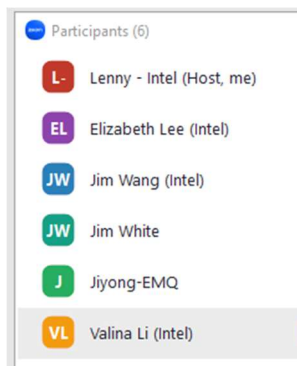 Participants (6)
L- Lenny - Intel (Host, me)
EL Elizabeth Lee (Intel)
JW Jim Wang (Intel)
JW Jim White
J Jiyong-EMQ
VL Valina Li (Intel)